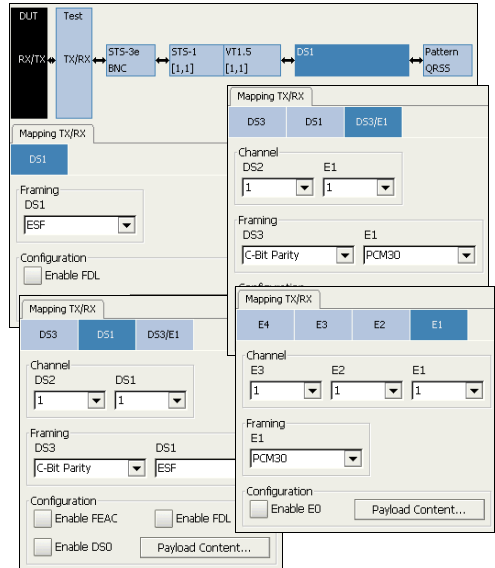 DUT Test
RX/TX TX/RX STS-3e STS-1 VT1.5 DS1 Pattern
BNC [1,1] [1,1] QRSS
Mapping TX/RX
DS1
Framing
DS1
ESF
Configuration
Enable FDL
Mapping TX/RX
DS3 DS1 DS3/E1
Channel
DS2 E1
1 1
Framing
DS3 E1
C-Bit Parity PCM30
Mapping TX/RX
DS3 DS1 DS3/E1
Channel
DS2 DS1
1 1
Framing
DS3 DS1
C-Bit Parity ESF
Configuration
Enable FEAC Enable FDL
Enable DS0 Payload Content...
Mapping TX/RX
E4 E3 E2 E1
Channel
E3 E2 E1
1 1 1
Framing
E1
PCM30
Configuration
Enable E0 Payload Content...